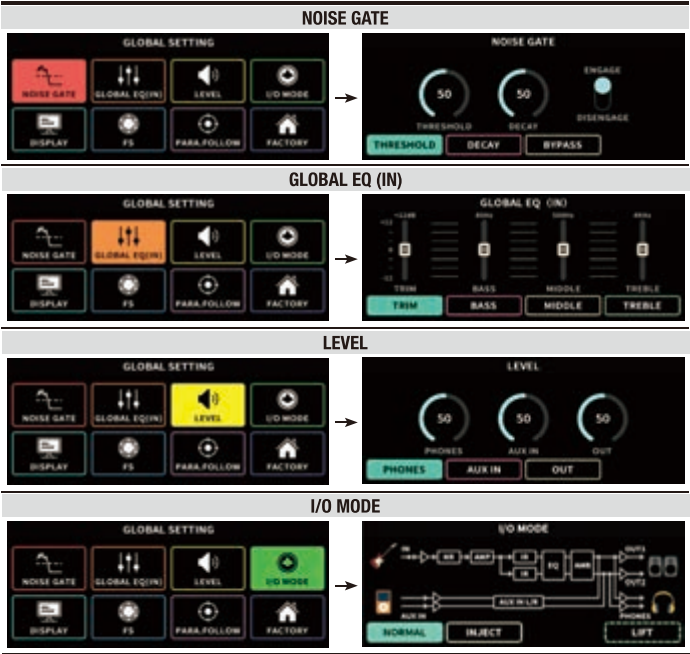 NOISE GATE
GLOBAL SETTING
NOISE GATE
GLOBAL EQ(IN)
LEVEL
I/O MODE
DISPLAY
FS
PARA.FOLLOW
FACTORY
NOISE GATE
50
50
ENGAGE
DISENGAGE
THRESHOLD
DECAY
THRESHOLD
DECAY
BYPASS
GLOBAL EQ (IN)
GLOBAL SETTING
NOISE GATE
GLOBAL EQ(IN)
LEVEL
I/O MODE
DISPLAY
FS
PARA.FOLLOW
FACTORY
GLOBAL EQ (IN)
TRIM
BASS
MIDDLE
TREBLE
TRIM
BASS
MIDDLE
TREBLE
LEVEL
GLOBAL SETTING
NOISE GATE
GLOBAL EQ(IN)
LEVEL
I/O MODE
DISPLAY
FS
PARA.FOLLOW
FACTORY
LEVEL
50
50
50
PHONES
AUX IN
OUT
PHONES
AUX IN
OUT
I/O MODE
GLOBAL SETTING
NOISE GATE
GLOBAL EQ(IN)
LEVEL
I/O MODE
DISPLAY
FS
PARA.FOLLOW
FACTORY
I/O MODE
IN
NR
AMP
IR
IR
EQ
OUT1
OUT2
AUX IN
AUX IN L/R
PHONES
NORMAL
INJECT
LIFT